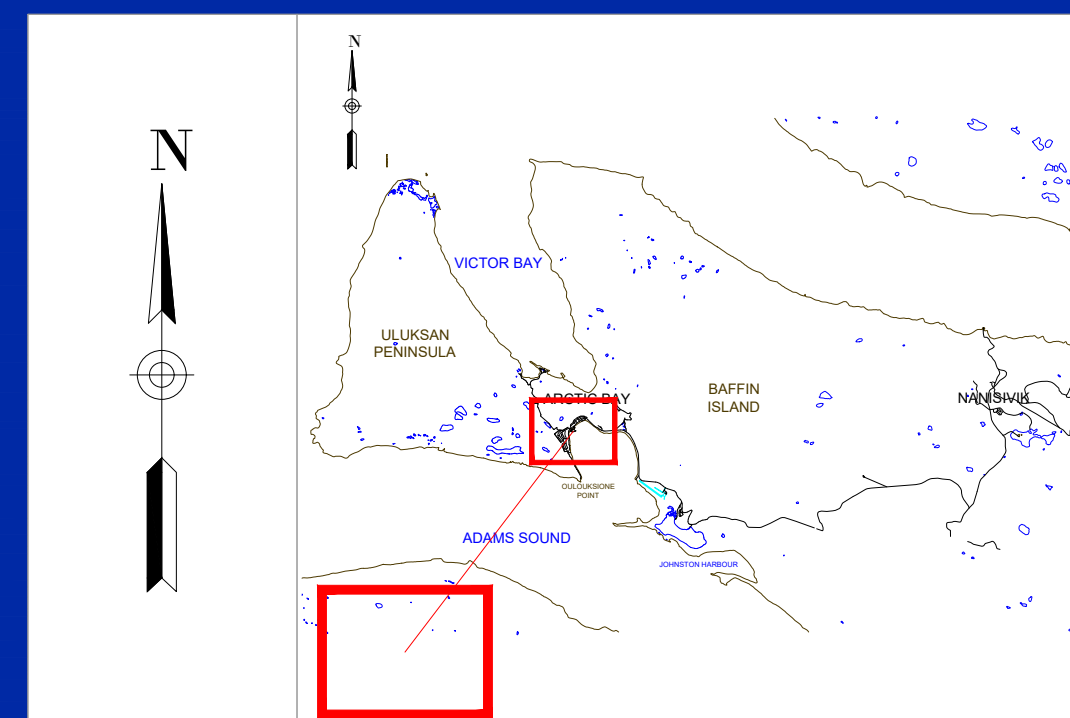 N
N
VICTOR BAY
ULUKSAN
PENINSULA
BAFFIN
ISLAND
ARCTIC BAY
NANISIVIK
OULOUKSIONE
POINT
ADAMS SOUND
JOHNSTON HARBOUR